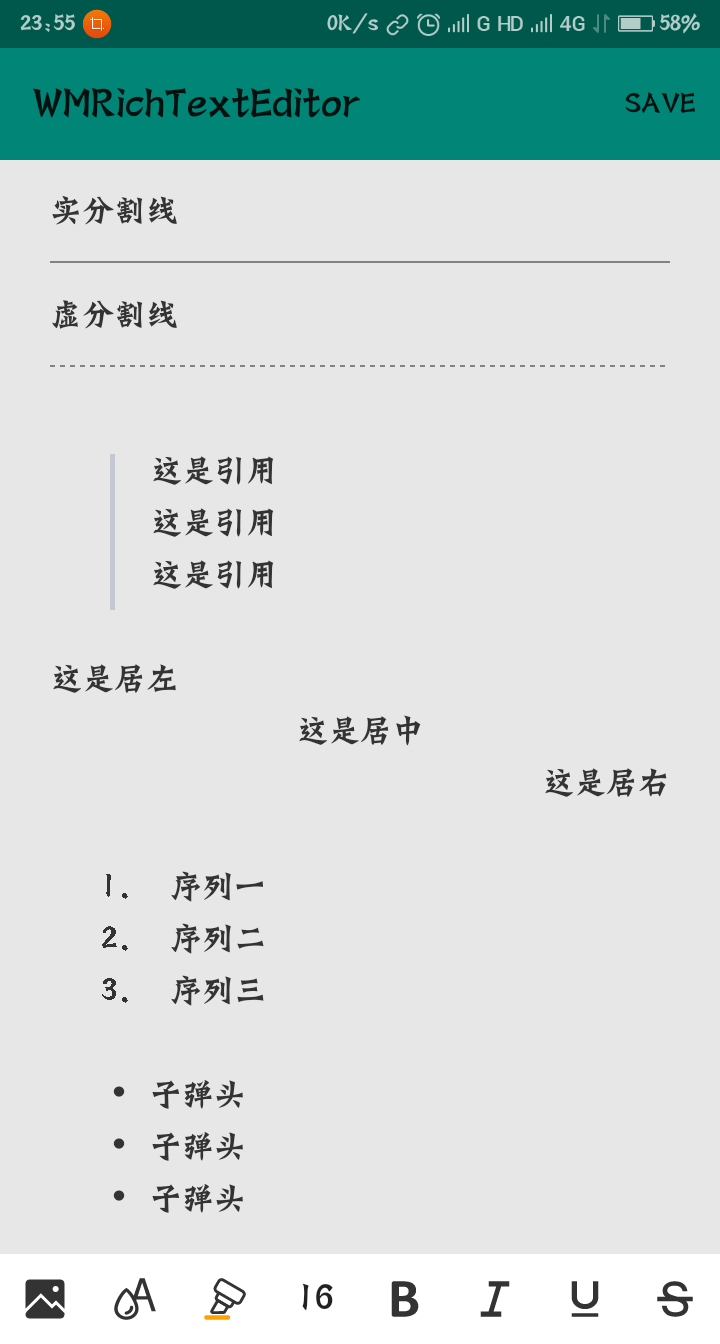 23:55 0K/s G HD 4G 58%
WMRichTextEditor SAVE
实分割线
虚分割线
这是引用
这是引用
这是引用
这是居左
这是居中
这是居右
1. 序列一
2. 序列二
3. 序列三
• 子弹头
• 子弹头
• 子弹头
A 16 B I U S